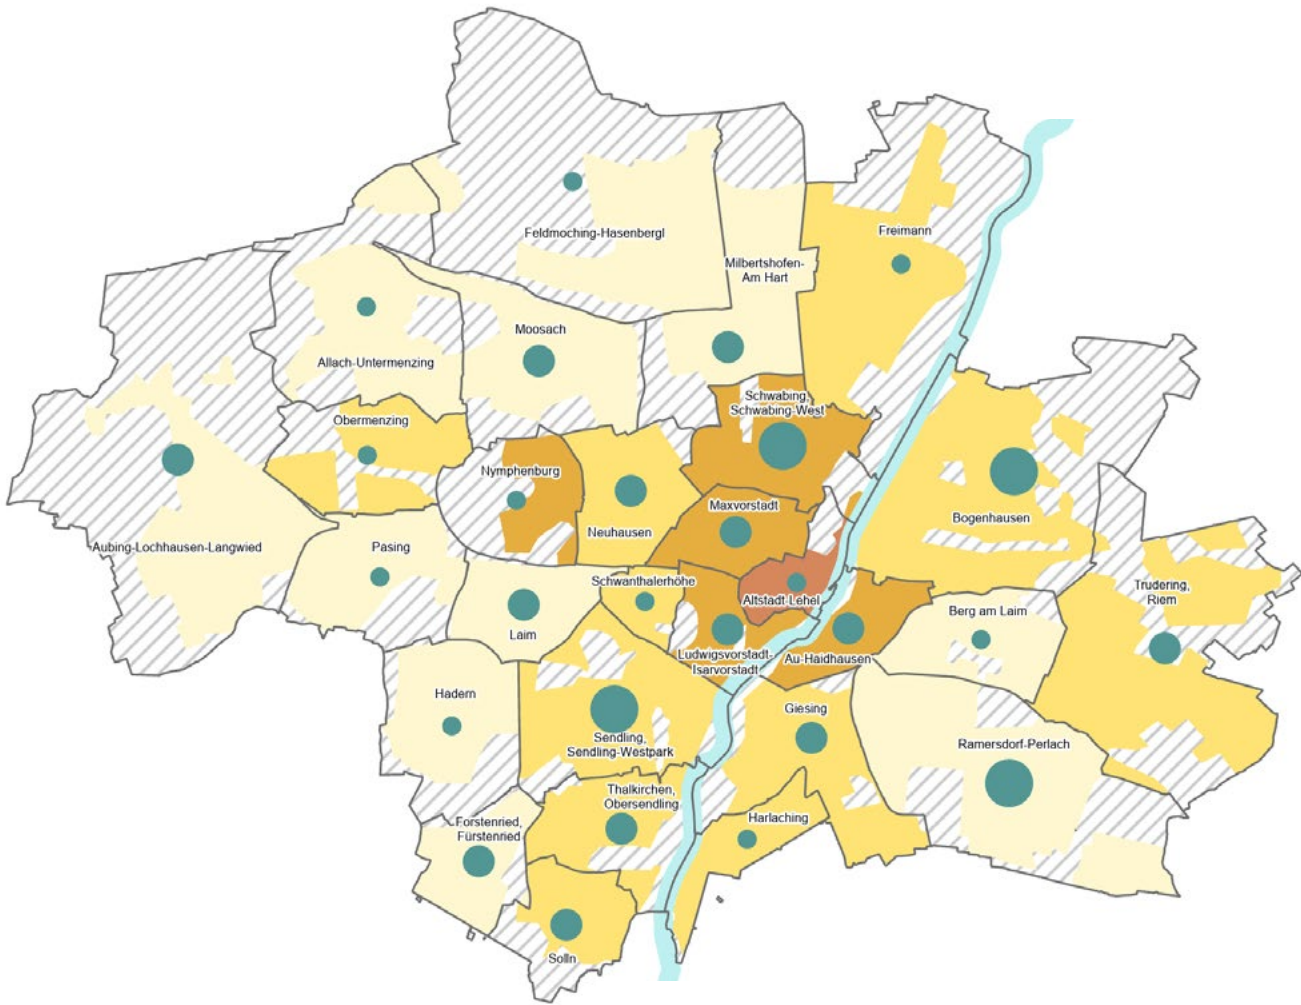 Feldmoching-Hasenbergl
Freimann
Milbertshofen-
Am Hart
Moosach
Allach-Untermenzing
Schwabing,
Schwabing-West
Obermenzing
Nymphenburg
Maxvorstadt
Neuhausen
Bogenhausen
Aubing-Lochhausen-Langwied
Pasing
Schwanthalerhöhe
Trudering,
Riem
Altstadt-Lehel
Berg am Laim
Laim
Ludwigsvorstadt-
Isarvorstadt
Au-Haidhausen
Hadern
Giesing
Sendling,
Sendling-Westpark
Ramersdorf-Perlach
Thalkirchen,
Obersendling
Harlaching
Forstenried,
Fürstenried
Solln